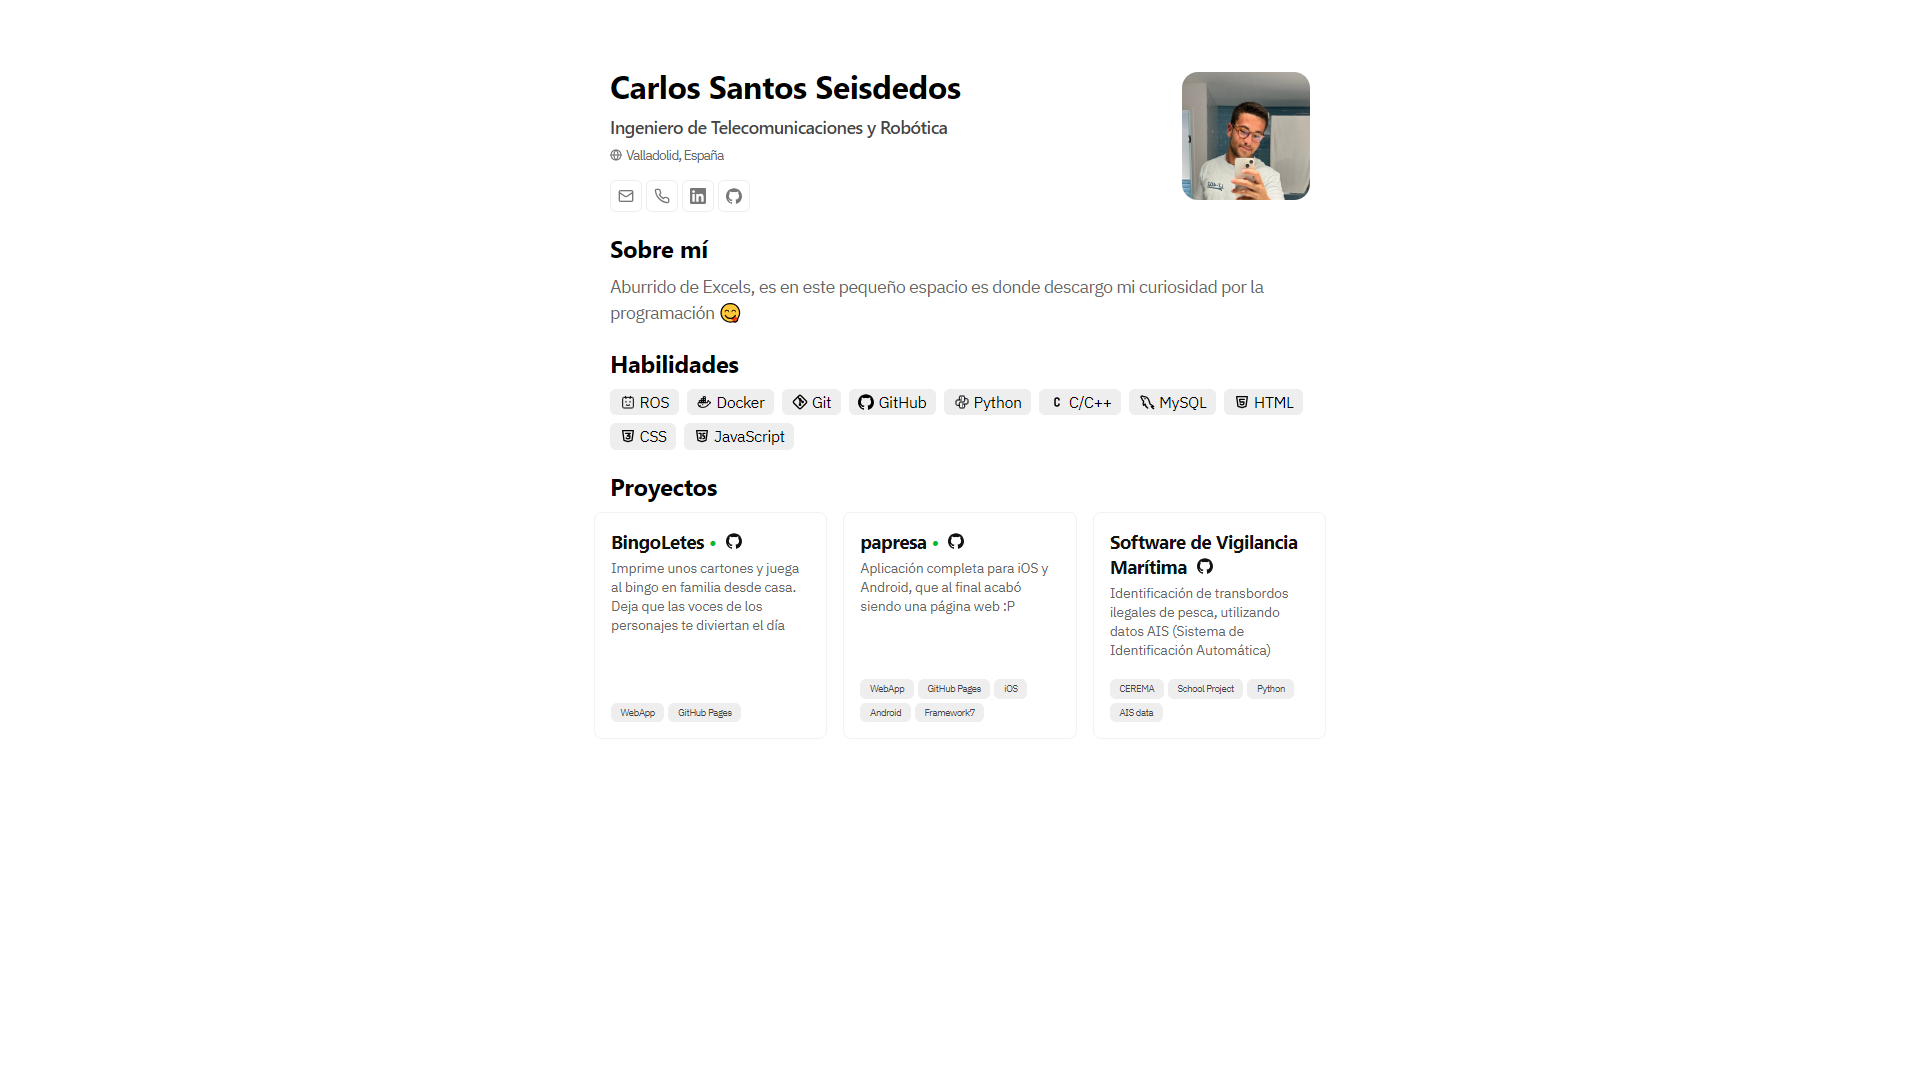 Carlos Santos Seisdedos
Ingeniero de Telecomunicaciones y Robótica
Valladolid, España
Sobre mí
Aburrido de Excels, es en este pequeño espacio es donde descargo mi curiosidad por la
programación 😋
Habilidades
ROS Docker Git GitHub Python C/C++ MySQL HTML
CSS JavaScript
Proyectos
BingoLetes •
Imprime unos cartones y juega
al bingo en familia desde casa.
Deja que las voces de los
personajes te diviertan el día
WebApp GitHub Pages
papresa •
Aplicación completa para iOS y
Android, que al final acabó
siendo una página web :P
WebApp GitHub Pages iOS
Android Framework7
Software de Vigilancia
Marítima
Identificación de transbordos
ilegales de pesca, utilizando
datos AIS (Sistema de
Identificación Automática)
CEREMA School Project Python
AIS data